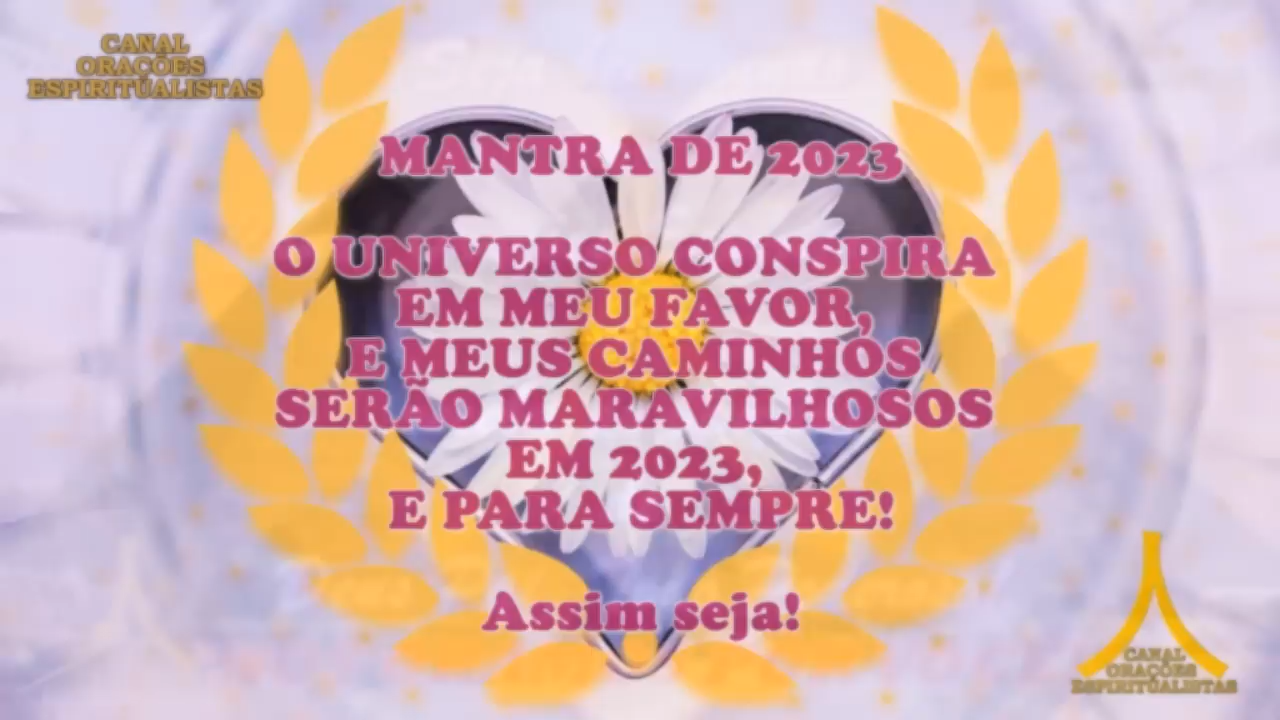 CANAL
ORAÇÕES
ESPIRITUALISTAS
MANTRA DE 2023
O UNIVERSO CONSPIRA
EM MEU FAVOR,
E MEUS CAMINHOS
SERÃO MARAVILHOSOS
EM 2023,
E PARA SEMPRE!
Assim seja!
CANAL
ORAÇÕES
ESPIRITUALISTAS